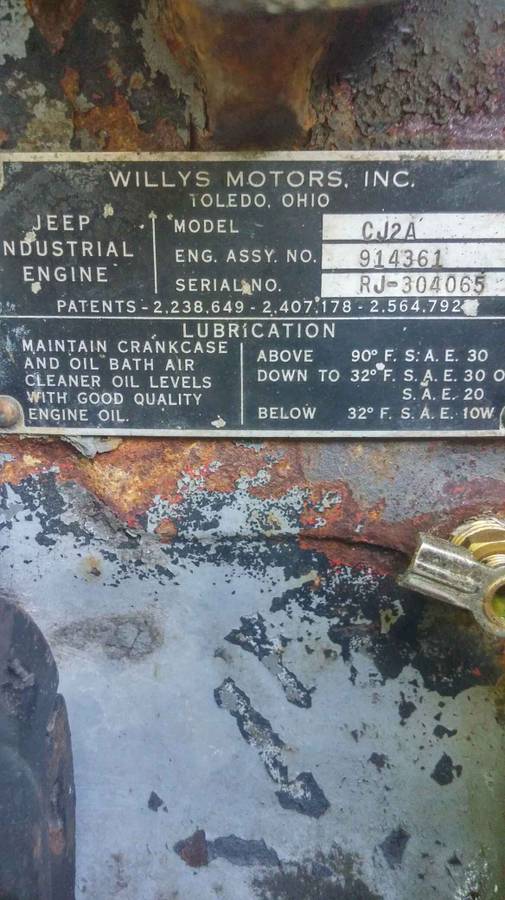 WILLYS MOTORS, INC.
TOLEDO, OHIO
JEEP
NDUSTRIAL
ENGINE
MODEL CJ2A
ENG. ASSY. NO. 914361
SERIAL NO. RJ-304065
PATENTS-2,238,649-2,407,178-2.564,792
LUBRICATION
MAINTAIN CRANKCASE
AND OIL BATH AIR
CLEANER OIL LEVELS
WITH GOOD QUALITY
ENGINE OIL.
ABOVE 90° F. S. A. E. 30
DOWN TO 32° F. S. A. E. 30 O
S. A. E. 20
BELOW 32° F. S. A. E. 10W